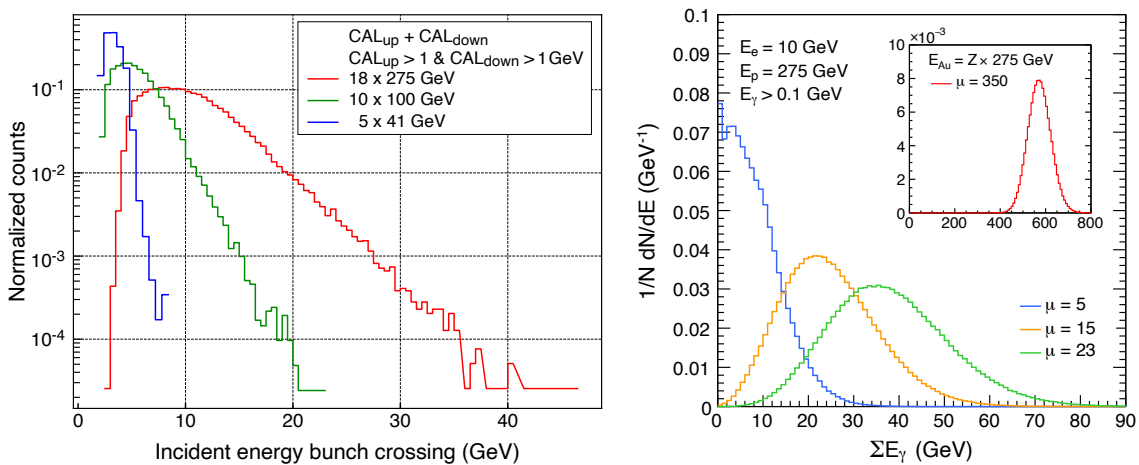 Normalized counts
10⁻¹
10⁻²
10⁻³
10⁻⁴
CAL_up + CAL_down
CAL_up > 1 & CAL_down > 1 GeV
18 x 275 GeV
10 x 100 GeV
5 x 41 GeV
10
20
30
40
Incident energy bunch crossing (GeV)
1/N dN/dE (GeV⁻¹)
0.1
0.09
0.08
0.07
0.06
0.05
0.04
0.03
0.02
0.01
0
E_e = 10 GeV
E_p = 275 GeV
E_γ > 0.1 GeV
×10⁻³
8
6
4
2
0
E_Au = Z × 275 GeV
μ = 350
0 200 400 600 800
μ = 5
μ = 15
μ = 23
0 10 20 30 40 50 60 70 80 90
ΣE_γ (GeV)